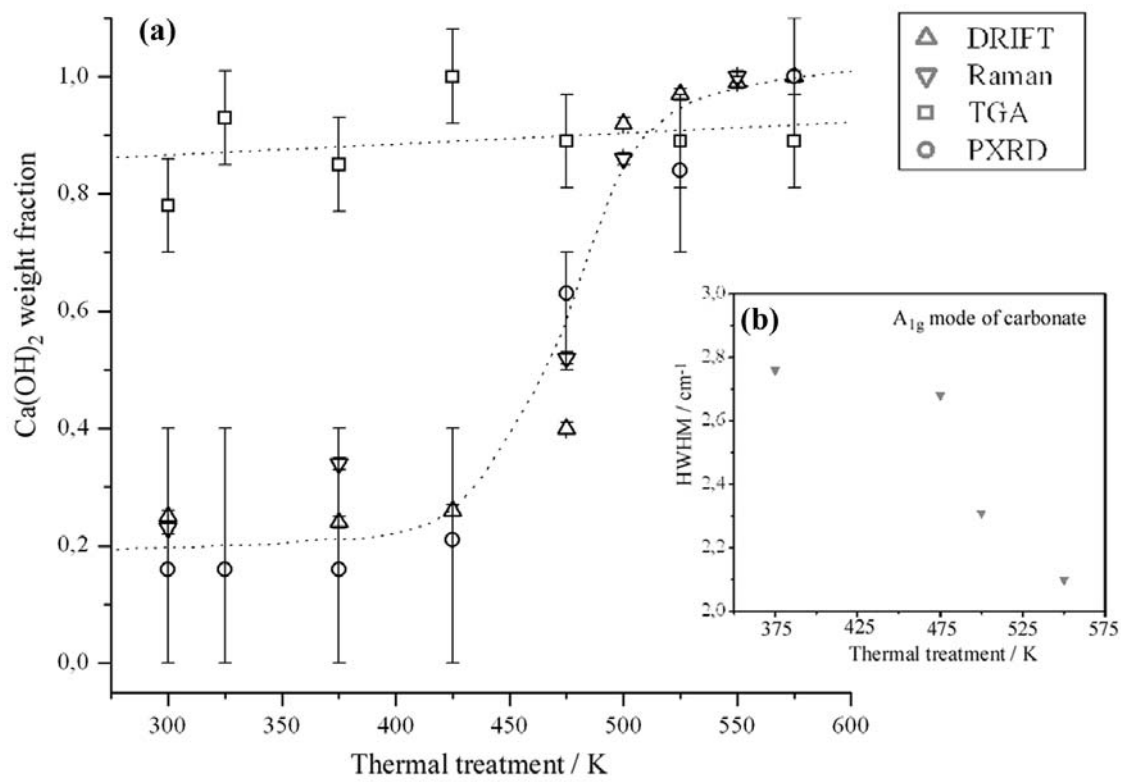 (a)
DRIFT
Raman
TGA
PXRD
Ca(OH)2 weight fraction
1,0
0,8
0,6
0,4
0,2
0,0
300 350 400 450 500 550 600
Thermal treatment / K
(b)
A1g mode of carbonate
HWHM / cm-1
3,0
2,8
2,6
2,4
2,2
2,0
375 425 475 525 575
Thermal treatment / K